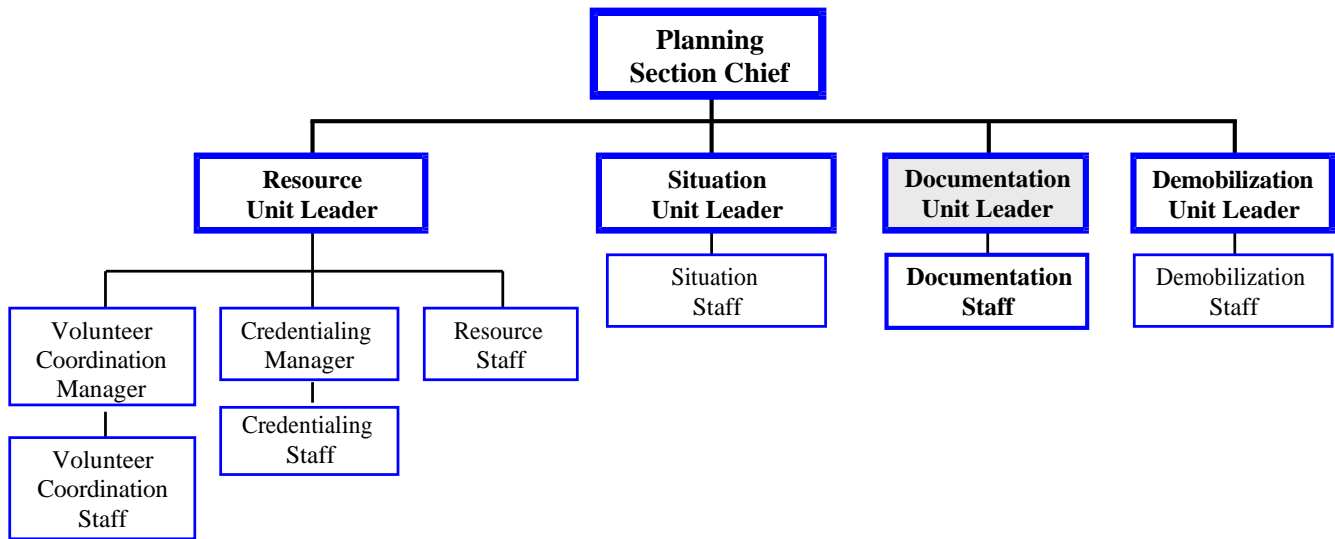 Planning
Section Chief
Resource
Unit Leader
Situation
Unit Leader
Documentation
Unit Leader
Demobilization
Unit Leader
Situation
Staff
Documentation
Staff
Demobilization
Staff
Volunteer
Coordination
Manager
Credentialing
Manager
Resource
Staff
Credentialing
Staff
Volunteer
Coordination
Staff